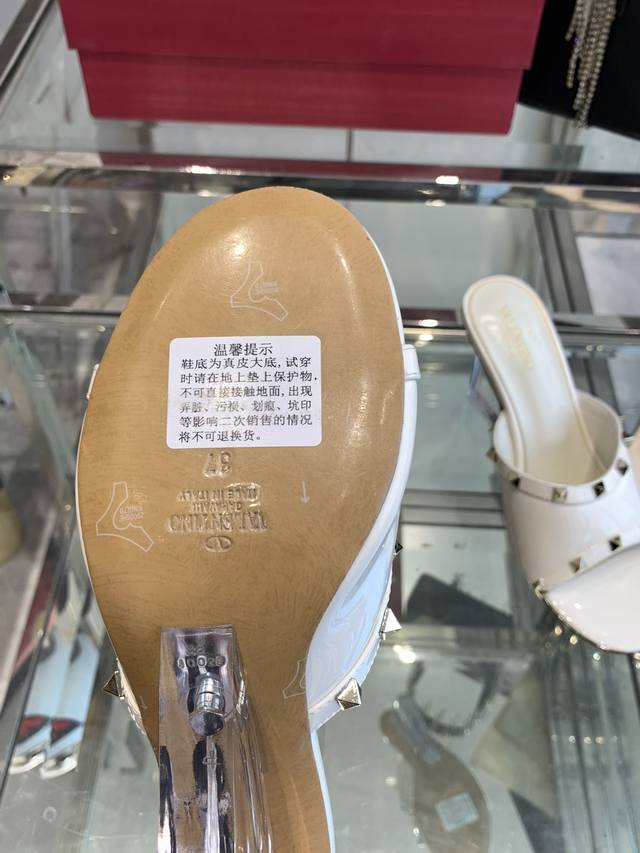 温馨提示
鞋底为真皮大底,试穿
时请在地上垫上保护物,
不可直接接触地面,出现
弄脏、污损、划痕、坑印
等影响二次销售的情况
将不可退换货。
37
MADE IN ITALY
GARAVANI
VALENTINO